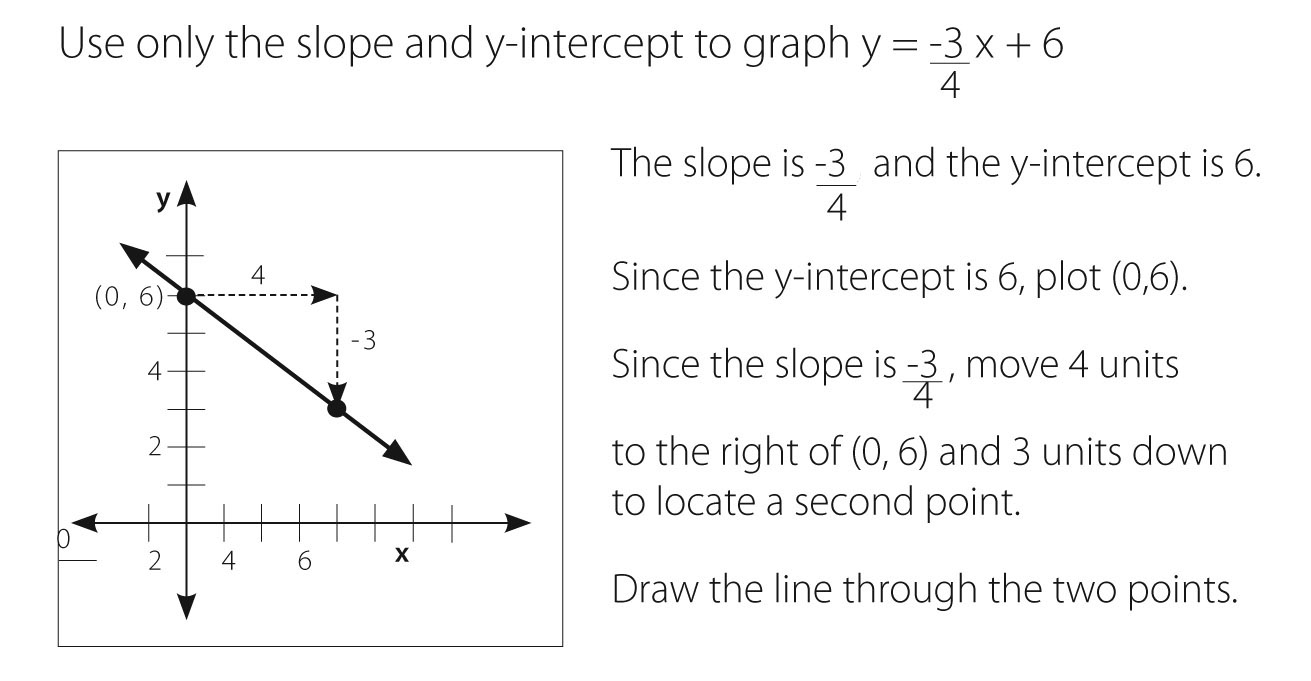 Use only the slope and y-intercept to graph y = -3/4 x + 6
The slope is -3/4 and the y-intercept is 6.
Since the y-intercept is 6, plot (0,6).
Since the slope is -3/4, move 4 units
to the right of (0, 6) and 3 units down
to locate a second point.
Draw the line through the two points.
y
4
(0, 6)
-3
4
2
0
2 4 6 x